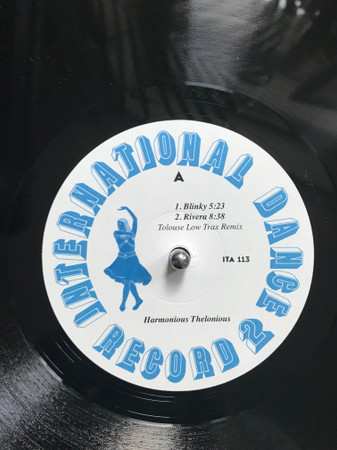 INTERNATIONAL DANCE 2 RECORD
A
1. Blinky 5:23
2. Rivera 8:38
Tolouse Low Trax Remix
ITA 113
Harmonious Thelonious